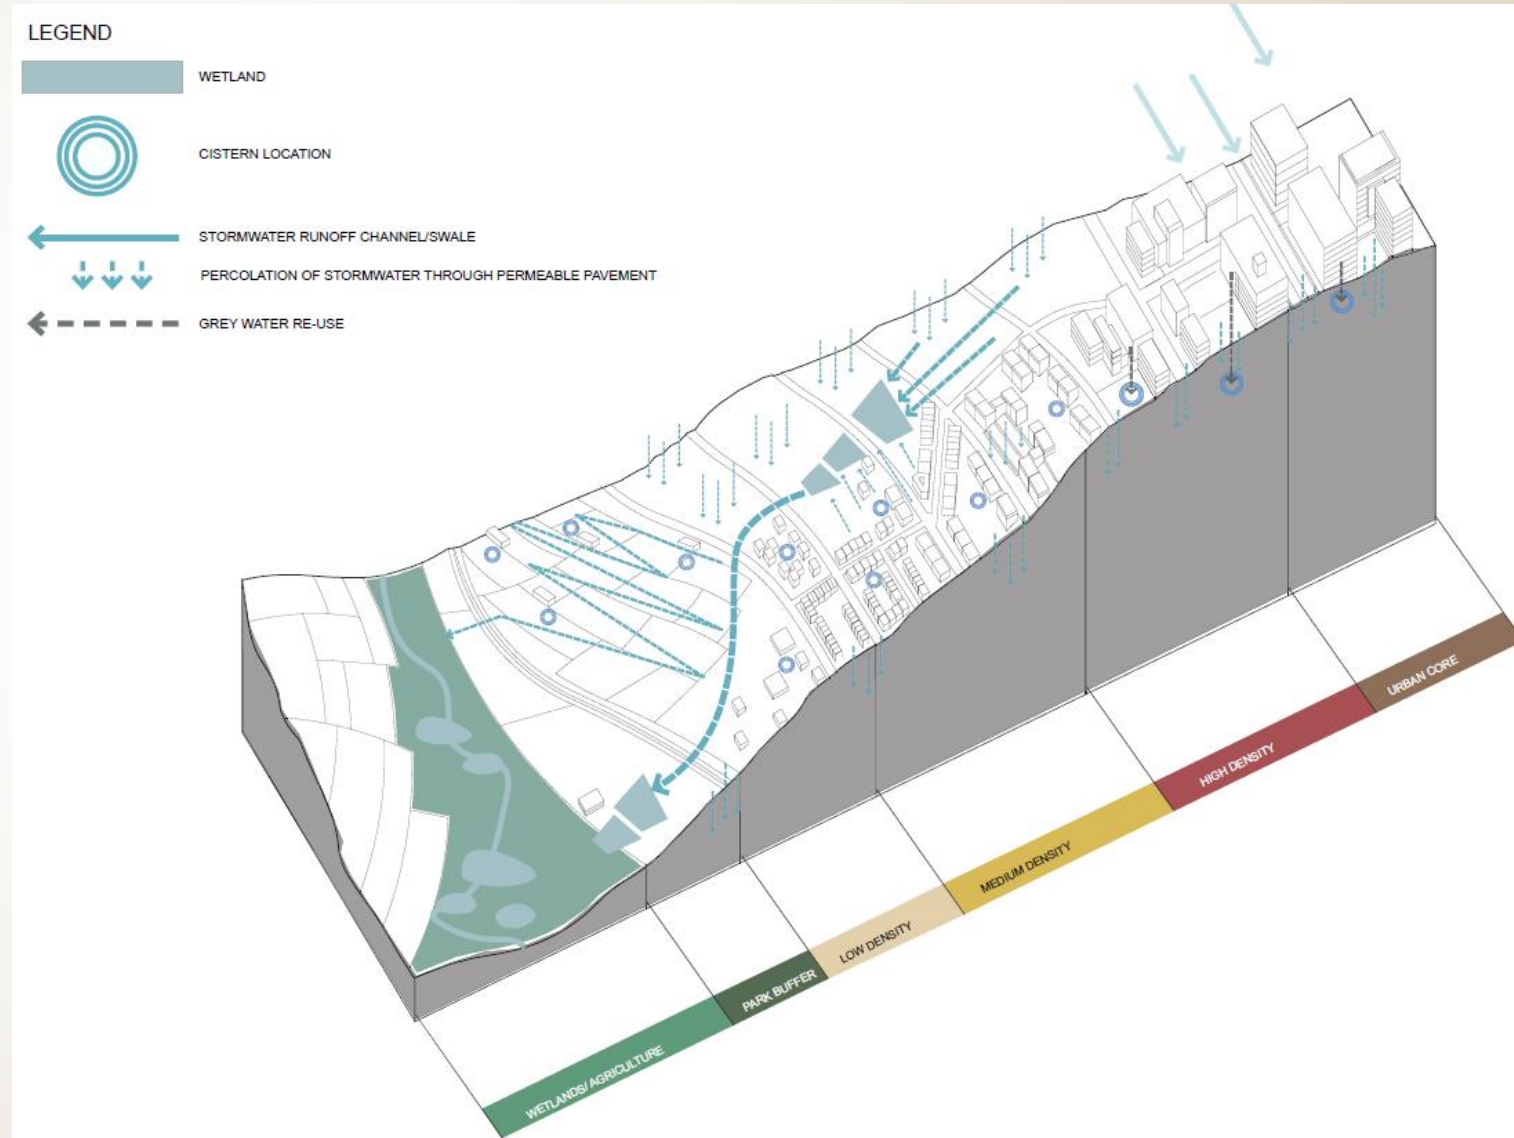 LEGEND
WETLAND
CISTERN LOCATION
STORMWATER RUNOFF CHANNEL/SWALE
PERCOLATION OF STORMWATER THROUGH PERMEABLE PAVEMENT
GREY WATER RE-USE
URBAN CORE
HIGH DENSITY
MEDIUM DENSITY
LOW DENSITY
PARK BUFFER
WETLANDS/ AGRICULTURE